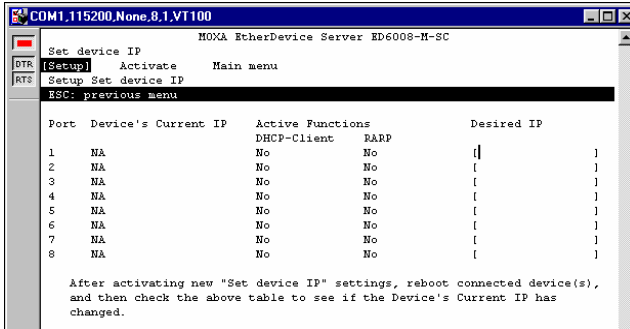 COM1,115200,None,8,1,VT100
MOXA EtherDevice Server ED6008-M-SC
Set device IP
DTR [Setup] Activate Main menu
RTS Setup Set device IP
ESC: previous menu
Port Device's Current IP Active Functions Desired IP
DHCP-Client RARP
1 NA No No [ ]
2 NA No No [ ]
3 NA No No [ ]
4 NA No No [ ]
5 NA No No [ ]
6 NA No No [ ]
7 NA No No [ ]
8 NA No No [ ]
After activating new "Set device IP" settings, reboot connected device(s),
and then check the above table to see if the Device's Current IP has
changed.